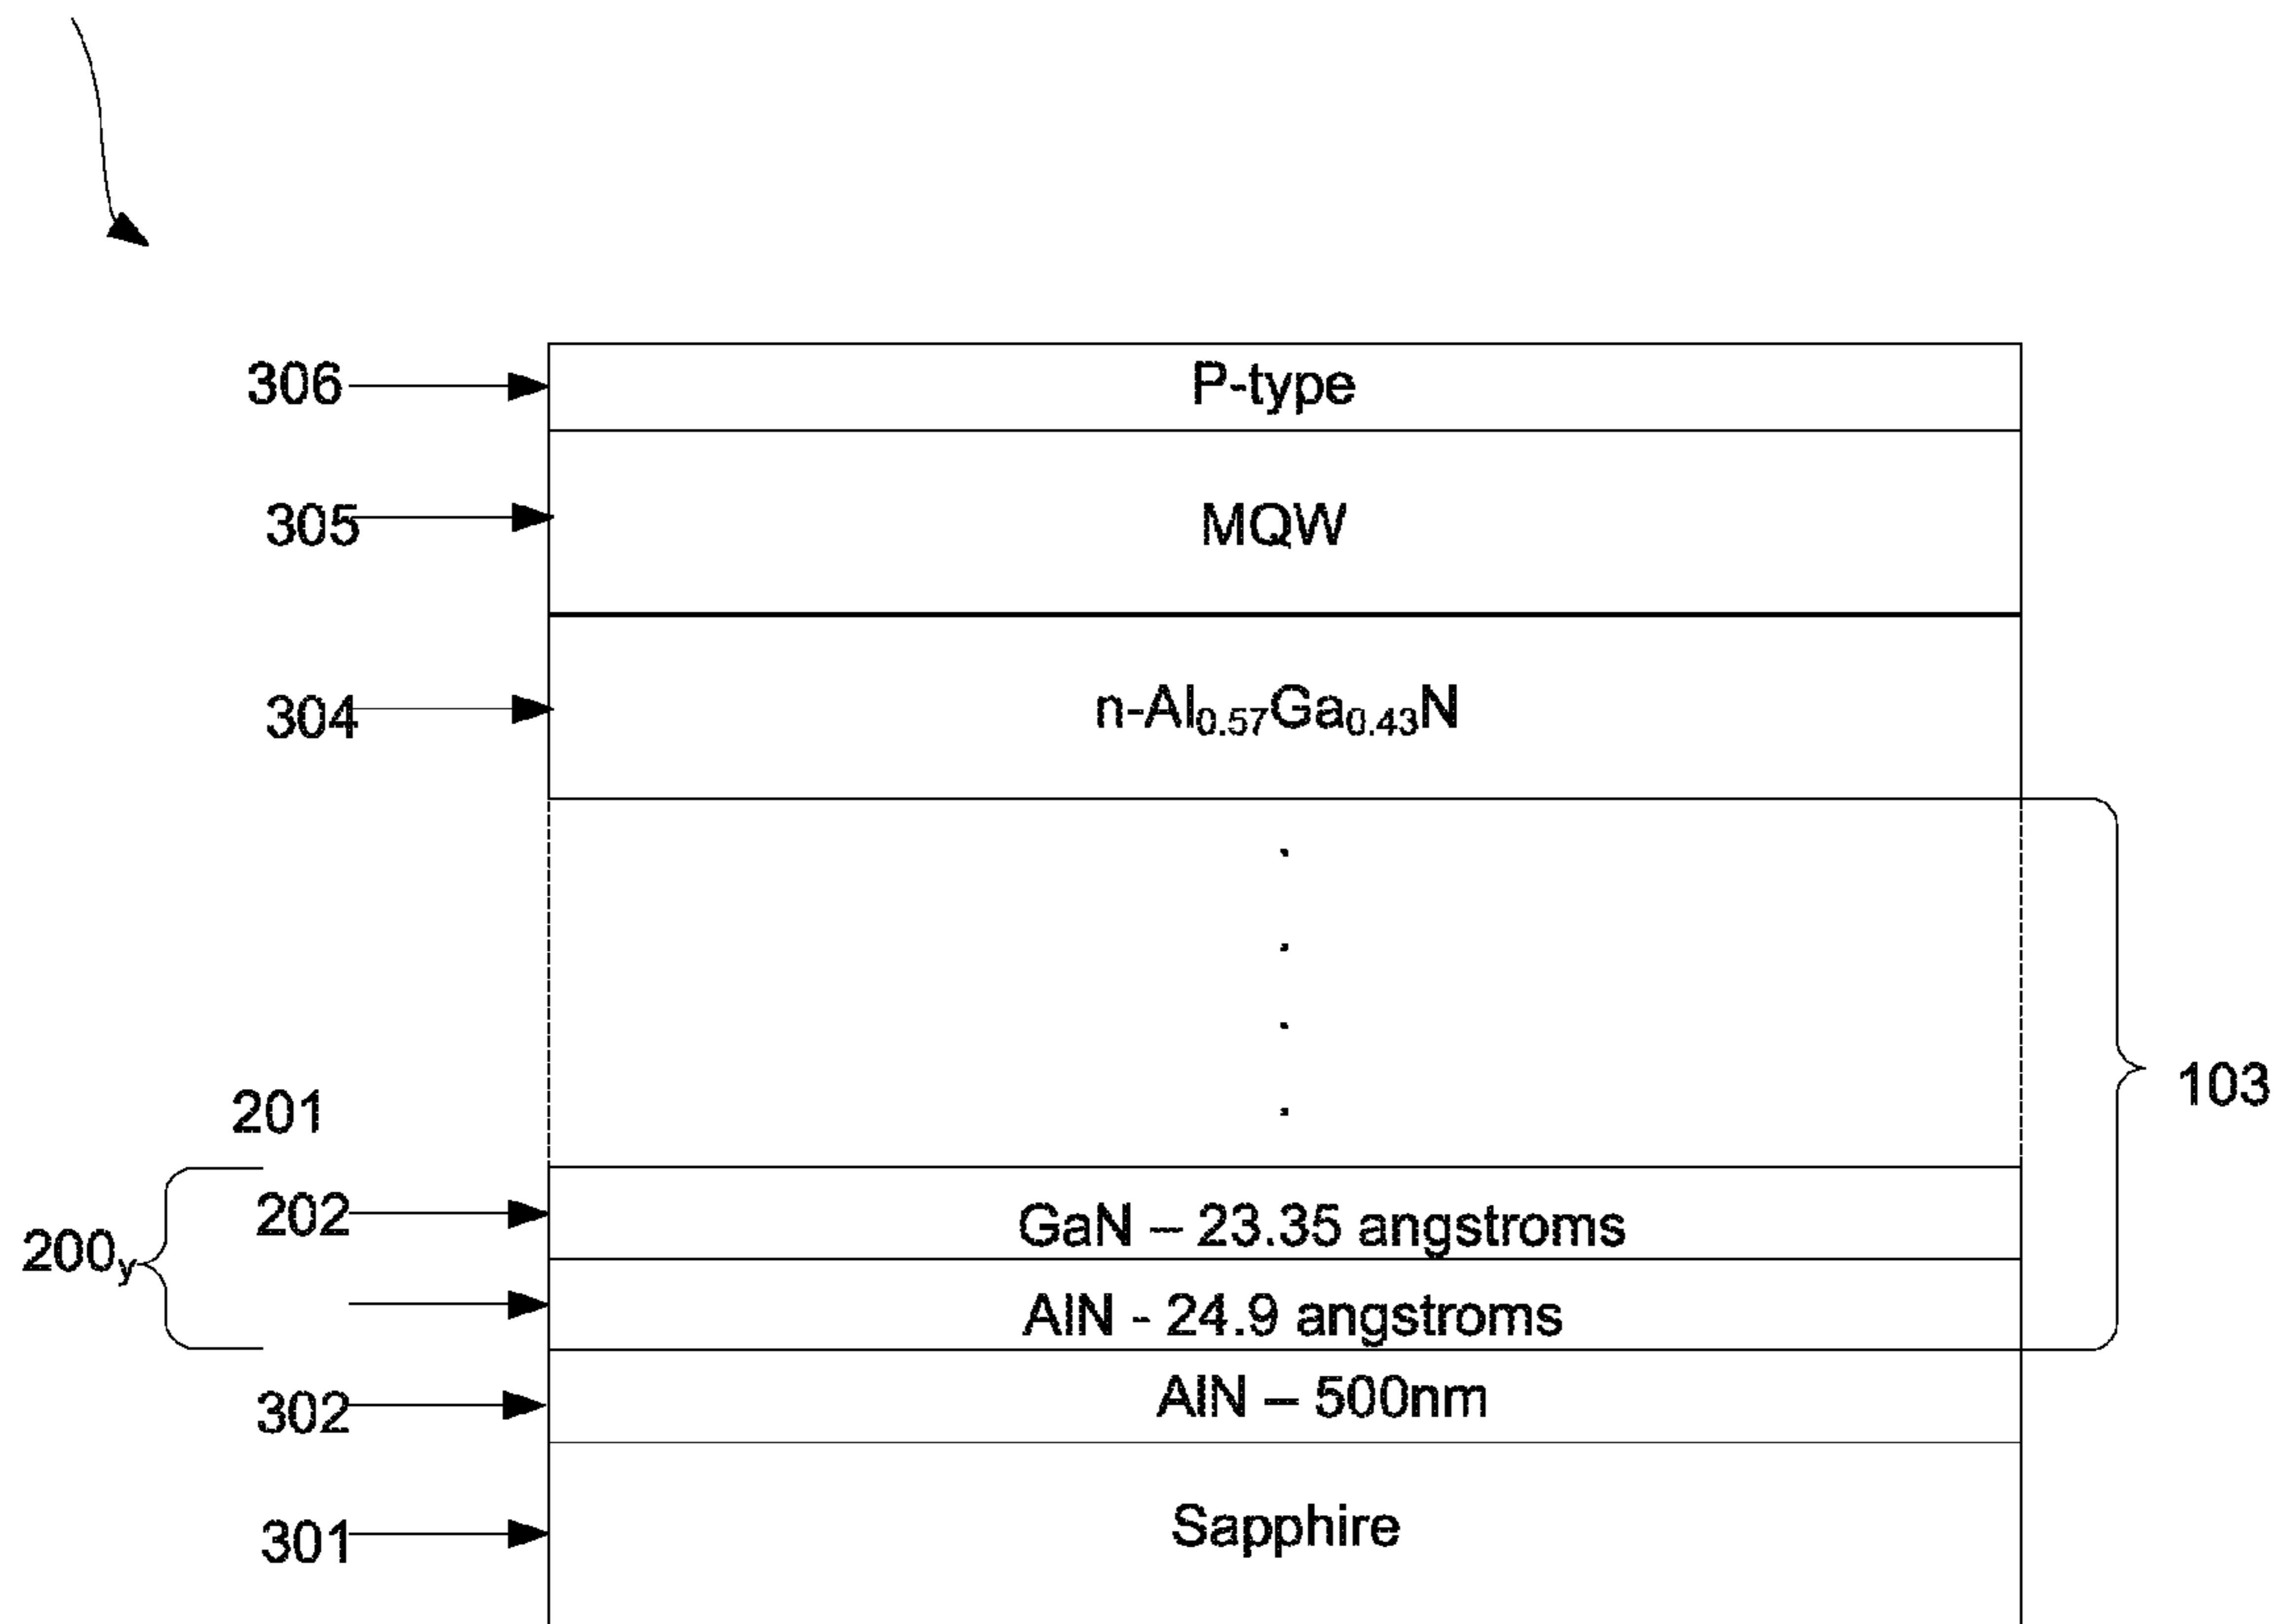 306 P-type
305 MQW
304 n-Al₀.₅₇Ga₀.₄₃N
201
103
202 GaN – 23.35 angstroms
200y
AlN - 24.9 angstroms
302 AlN – 500nm
301 Sapphire